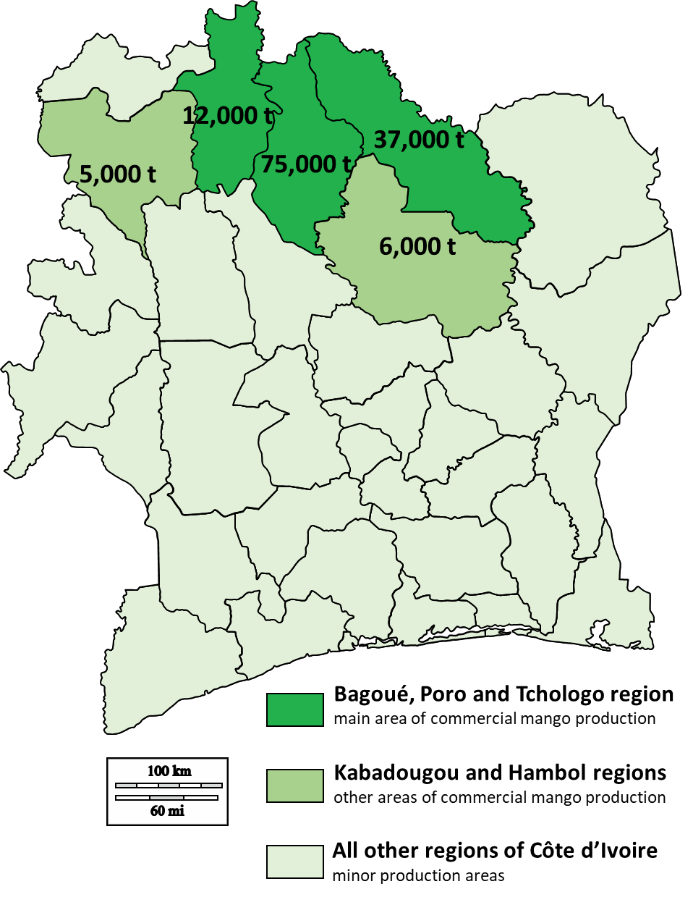 12,000 t
37,000 t
75,000 t
5,000 t
6,000 t
Bagoué, Poro and Tchologo region
main area of commercial mango production
100 km
60 mi
Kabadougou and Hambol regions
other areas of commercial mango production
All other regions of Côte d’Ivoire
minor production areas